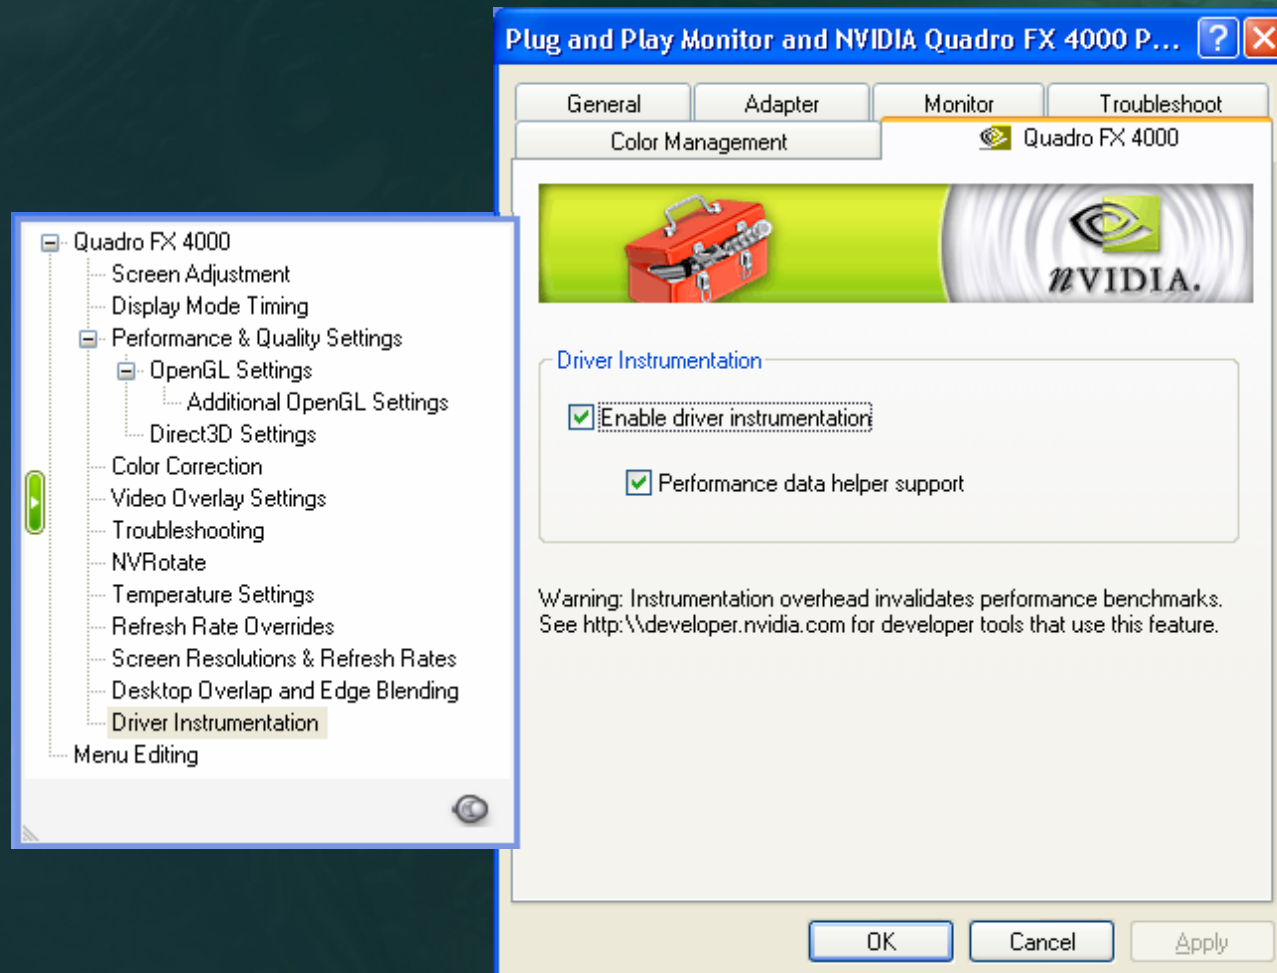 Plug and Play Monitor and NVIDIA Quadro FX 4000 P...
General Adapter Monitor Troubleshoot
Color Management Quadro FX 4000
nVIDIA.
Driver Instrumentation
Enable driver instrumentation
Performance data helper support
Warning: Instrumentation overhead invalidates performance benchmarks.
See http:\\developer.nvidia.com for developer tools that use this feature.
OK Cancel Apply
Quadro FX 4000
Screen Adjustment
Display Mode Timing
Performance & Quality Settings
OpenGL Settings
Additional OpenGL Settings
Direct3D Settings
Color Correction
Video Overlay Settings
Troubleshooting
NVRotate
Temperature Settings
Refresh Rate Overrides
Screen Resolutions & Refresh Rates
Desktop Overlap and Edge Blending
Driver Instrumentation
Menu Editing